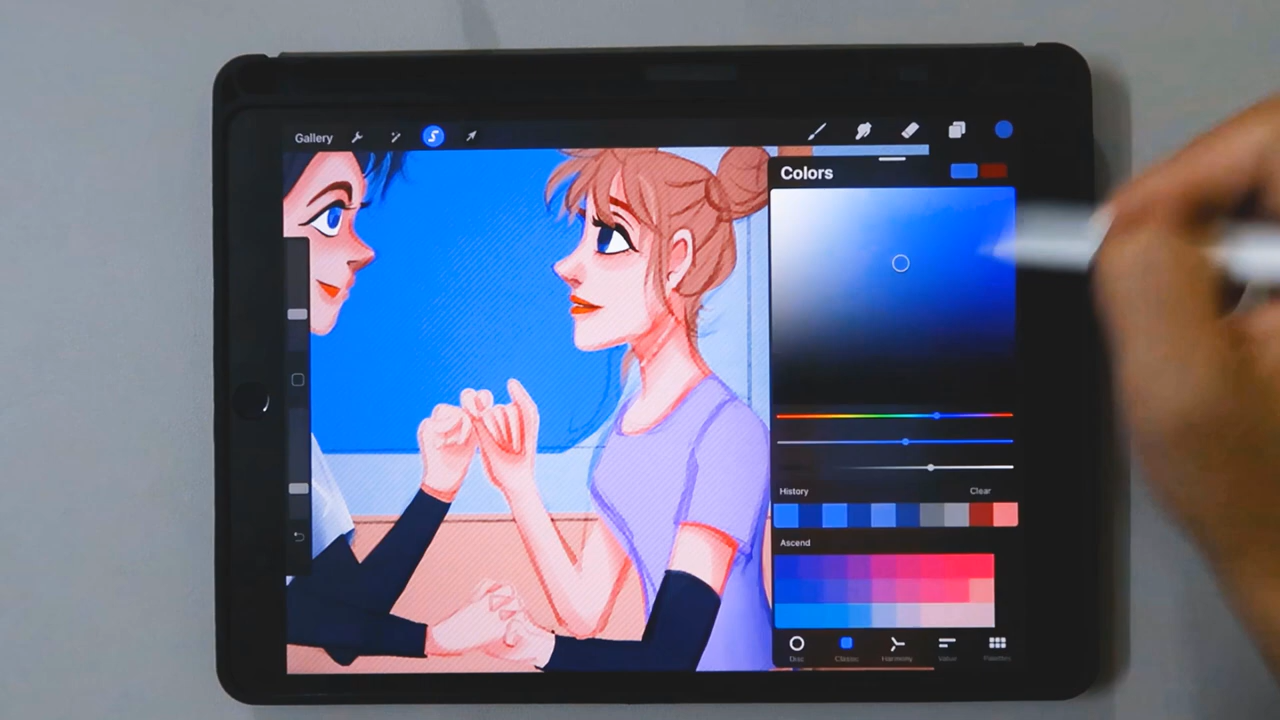 Gallery
Colors
History Clear
Ascend
Disc Classic Harmony Value Palettes